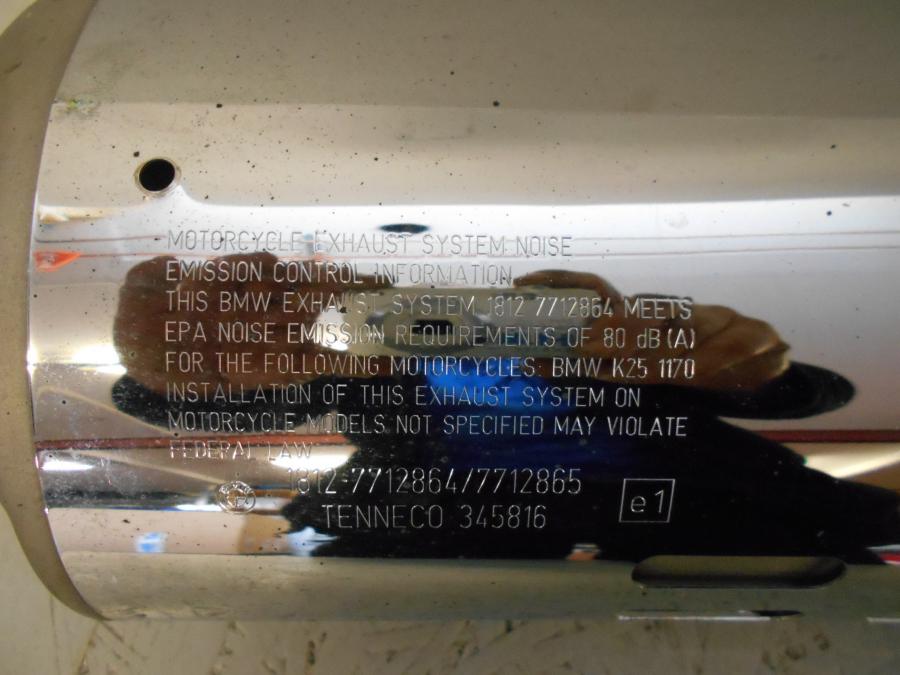 MOTORCYCLE EXHAUST SYSTEM NOISE
EMISSION CONTROL INFORMATION
THIS BMW EXHAUST SYSTEM 1812 7712864 MEETS
EPA NOISE EMISSION REQUIREMENTS OF 80 dB (A)
FOR THE FOLLOWING MOTORCYCLES: BMW K25 1170
INSTALLATION OF THIS EXHAUST SYSTEM ON
MOTORCYCLE MODELS NOT SPECIFIED MAY VIOLATE
FEDERAL LAW
1812-7712864/7712865
TENNECO 345816
e1